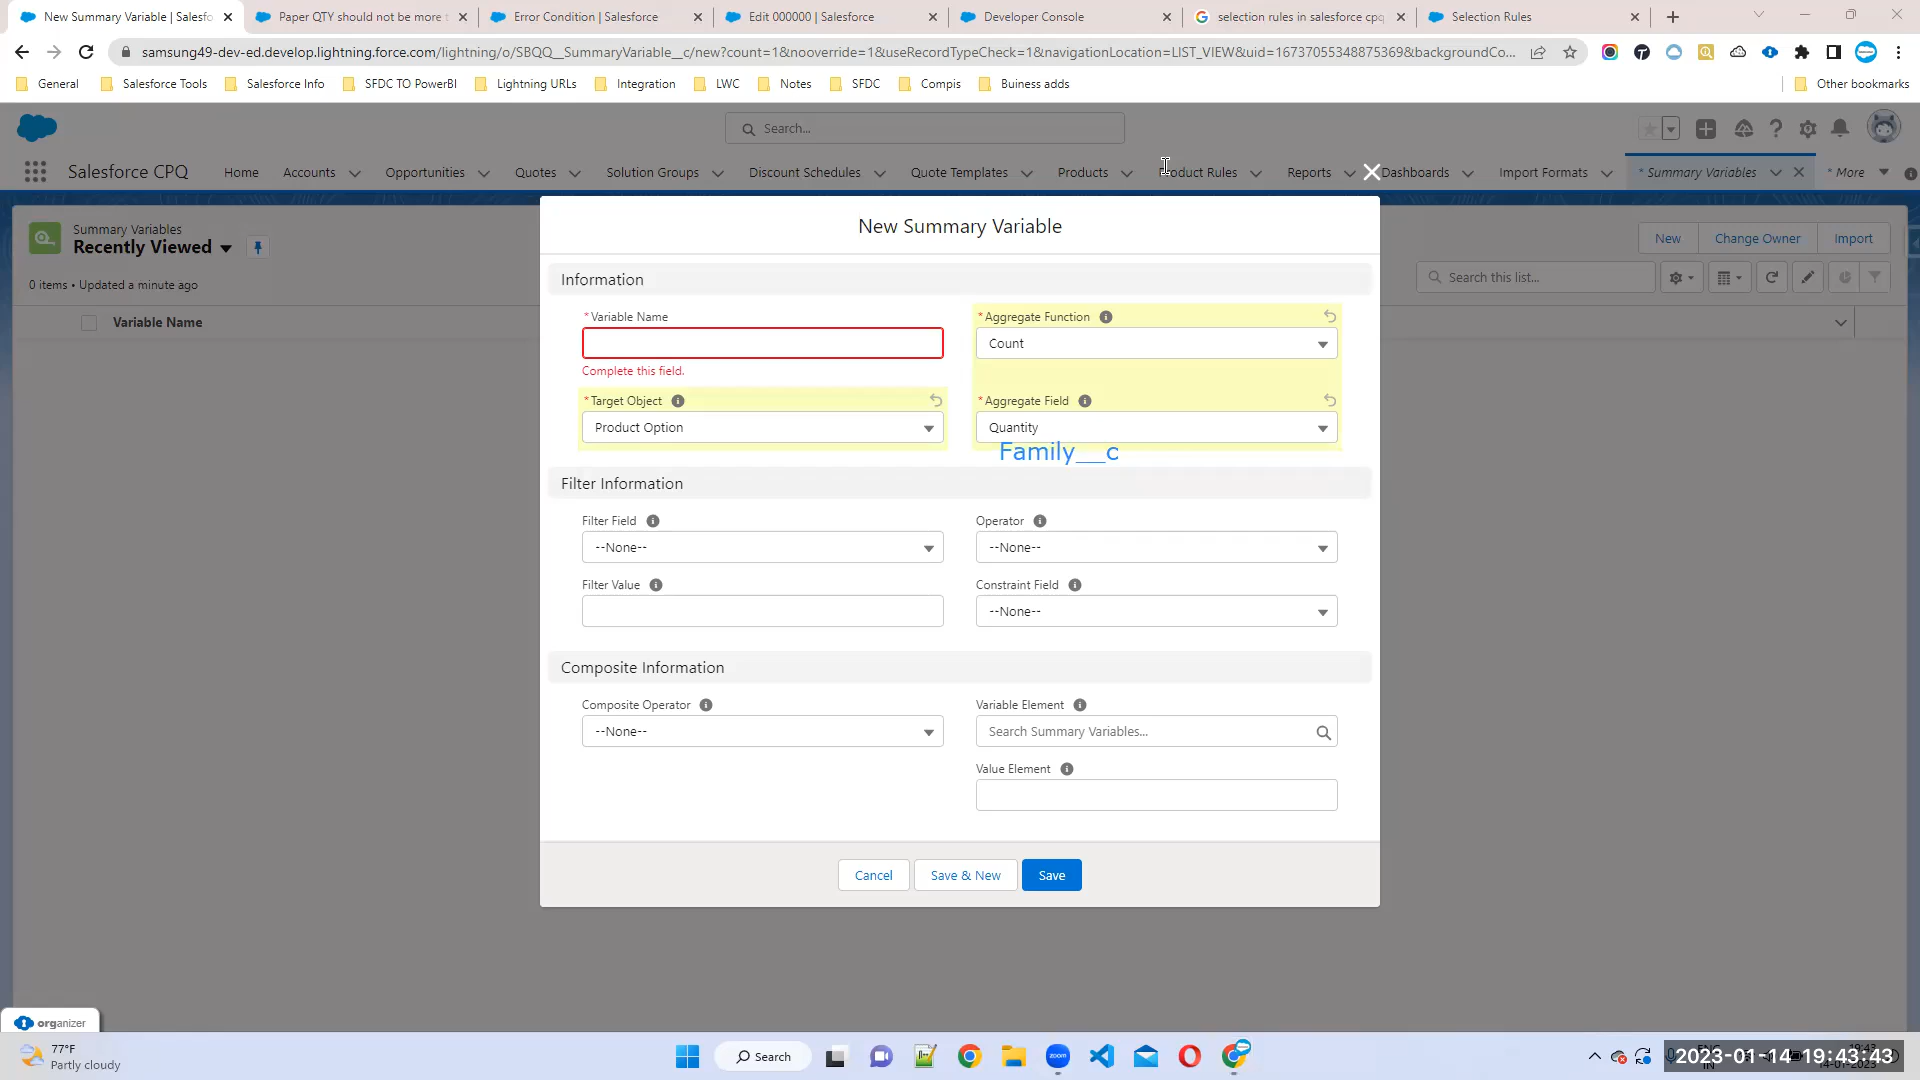 New Summary Variable | Salesfo
Paper QTY should not be more t
Error Condition | Salesforce
Edit 000000 | Salesforce
Developer Console
selection rules in salesforce cpq
Selection Rules
samsung49-dev-ed.develop.lightning.force.com/lightning/o/SBQQ__SummaryVariable__c/new?count=1&nooverride=1&useRecordTypeCheck=1&navigationLocation=LIST_VIEW&uid=16737055348875369&backgroundCo...
General
Salesforce Tools
Salesforce Info
SFDC TO PowerBI
Lightning URLs
Integration
LWC
Notes
SFDC
Compis
Buiness adds
Other bookmarks
Search...
Salesforce CPQ
Home
Accounts
Opportunities
Quotes
Solution Groups
Discount Schedules
Quote Templates
Products
Product Rules
Reports
Dashboards
Import Formats
* Summary Variables
* More
Summary Variables
Recently Viewed
New
Change Owner
Import
0 items • Updated a minute ago
Search this list...
Variable Name
New Summary Variable
Information
*Variable Name
Complete this field.
*Aggregate Function
Count
*Target Object
Product Option
*Aggregate Field
Quantity
Family__c
Filter Information
Filter Field
--None--
Operator
--None--
Filter Value
Constraint Field
--None--
Composite Information
Composite Operator
--None--
Variable Element
Search Summary Variables...
Value Element
Cancel
Save & New
Save
organizer
77°F
Partly cloudy
Search
zoom
2023-01-14-19:43:43